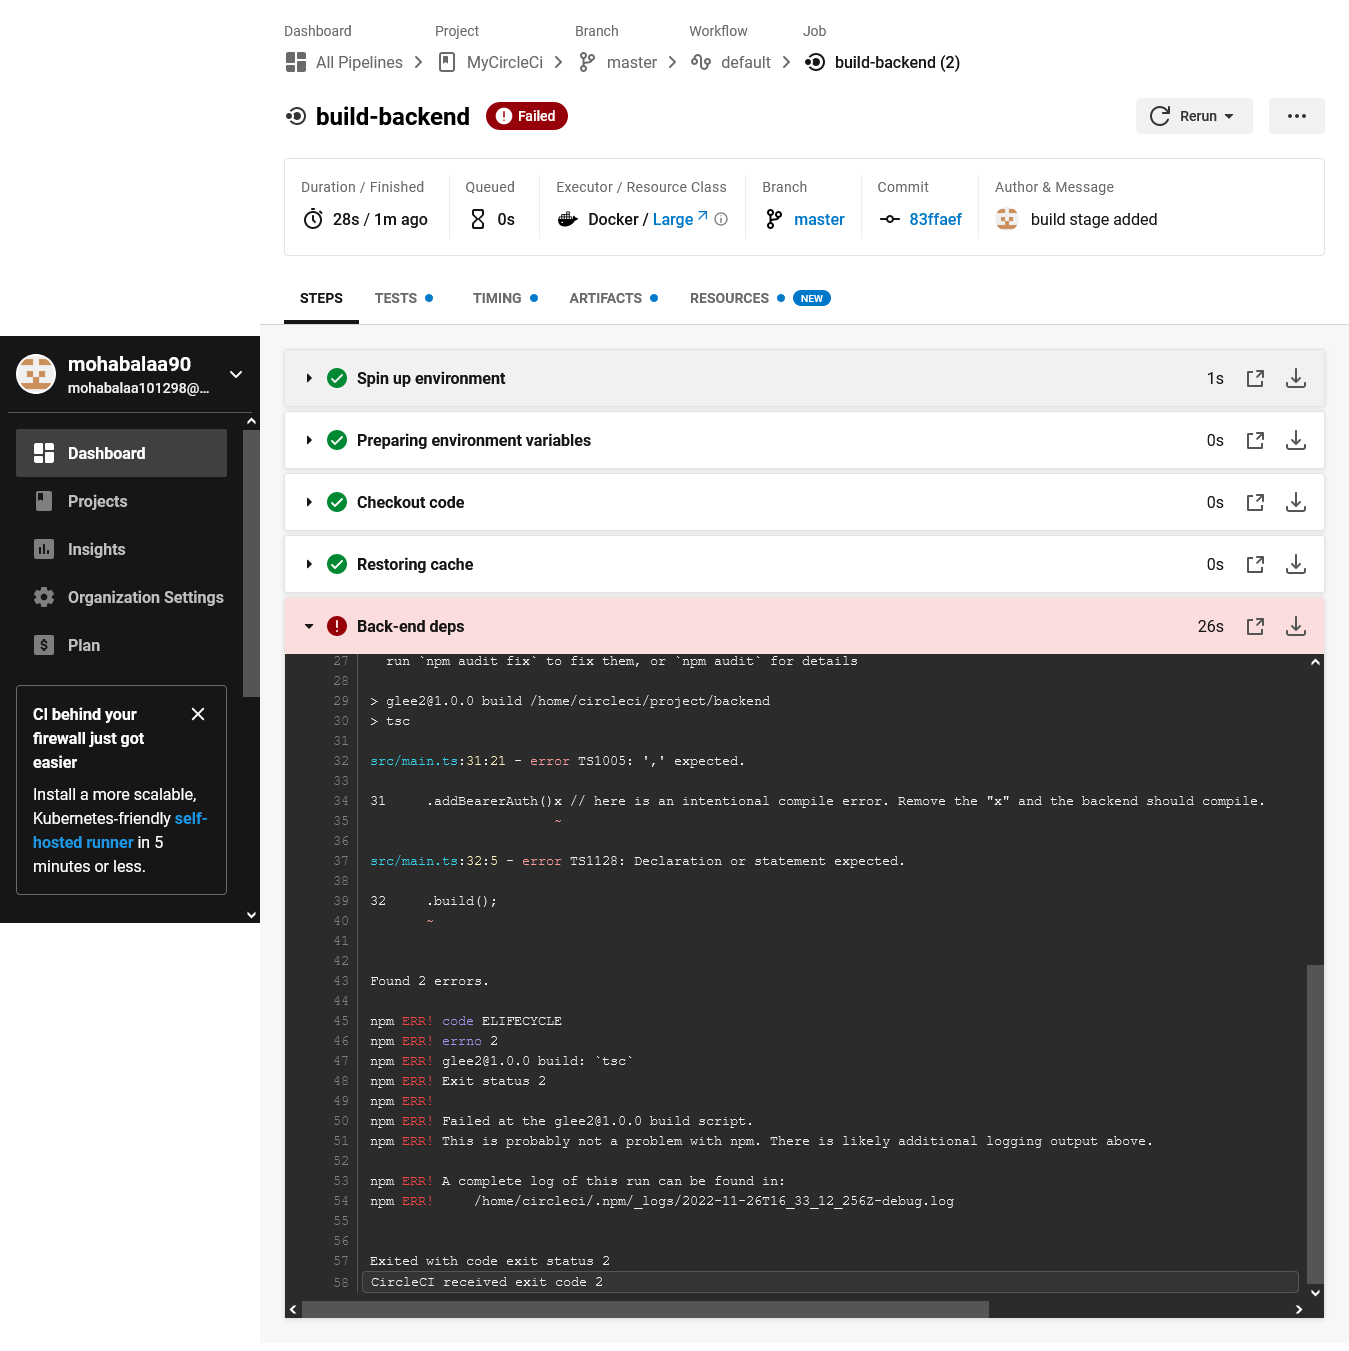 Dashboard Project Branch Workflow Job
All Pipelines MyCircleCi master default build-backend (2)
build-backend Failed Rerun
Duration / Finished Queued Executor / Resource Class Branch Commit Author & Message
28s / 1m ago 0s Docker / Large master 83ffaef build stage added
STEPS TESTS TIMING ARTIFACTS RESOURCES NEW
mohabalaa90
mohabalaa101298@...
Dashboard
Projects
Insights
Organization Settings
Plan
CI behind your
firewall just got
easier
Install a more scalable,
Kubernetes-friendly self-
hosted runner in 5
minutes or less.
Spin up environment 1s
Preparing environment variables 0s
Checkout code 0s
Restoring cache 0s
Back-end deps 26s
27 run `npm audit fix` to fix them, or `npm audit` for details
28
29 > glee2@1.0.0 build /home/circleci/project/backend
30 > tsc
31
32 src/main.ts:31:21 - error TS1005: ',' expected.
33
34 31 .addBearerAuth()x // here is an intentional compile error. Remove the "x" and the backend should compile.
35 ~
36
37 src/main.ts:32:5 - error TS1128: Declaration or statement expected.
38
39 32 .build();
40 ~
41
42
43 Found 2 errors.
44
45 npm ERR! code ELIFECYCLE
46 npm ERR! errno 2
47 npm ERR! glee2@1.0.0 build: `tsc`
48 npm ERR! Exit status 2
49 npm ERR!
50 npm ERR! Failed at the glee2@1.0.0 build script.
51 npm ERR! This is probably not a problem with npm. There is likely additional logging output above.
52
53 npm ERR! A complete log of this run can be found in:
54 npm ERR! /home/circleci/.npm/_logs/2022-11-26T16_33_12_256Z-debug.log
55
56
57 Exited with code exit status 2
58 CircleCI received exit code 2